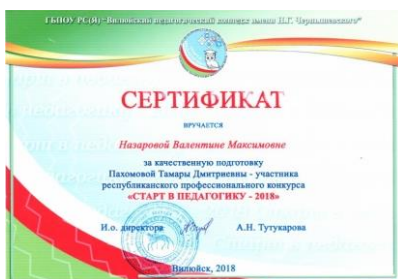 ГБПОУ РС(Я) "Вилюйский педагогический колледж имени Н.Г. Чернышевского"
СЕРТИФИКАТ
ВРУЧАЕТСЯ
Назаровой Валентине Максимовне
за качественную подготовку
Пахомовой Тамары Дмитриевны - участника
республиканского профессионального конкурса
«СТАРТ В ПЕДАГОГИКУ - 2018»
И.о. директора А.Н. Тутукарова
Вилюйск, 2018